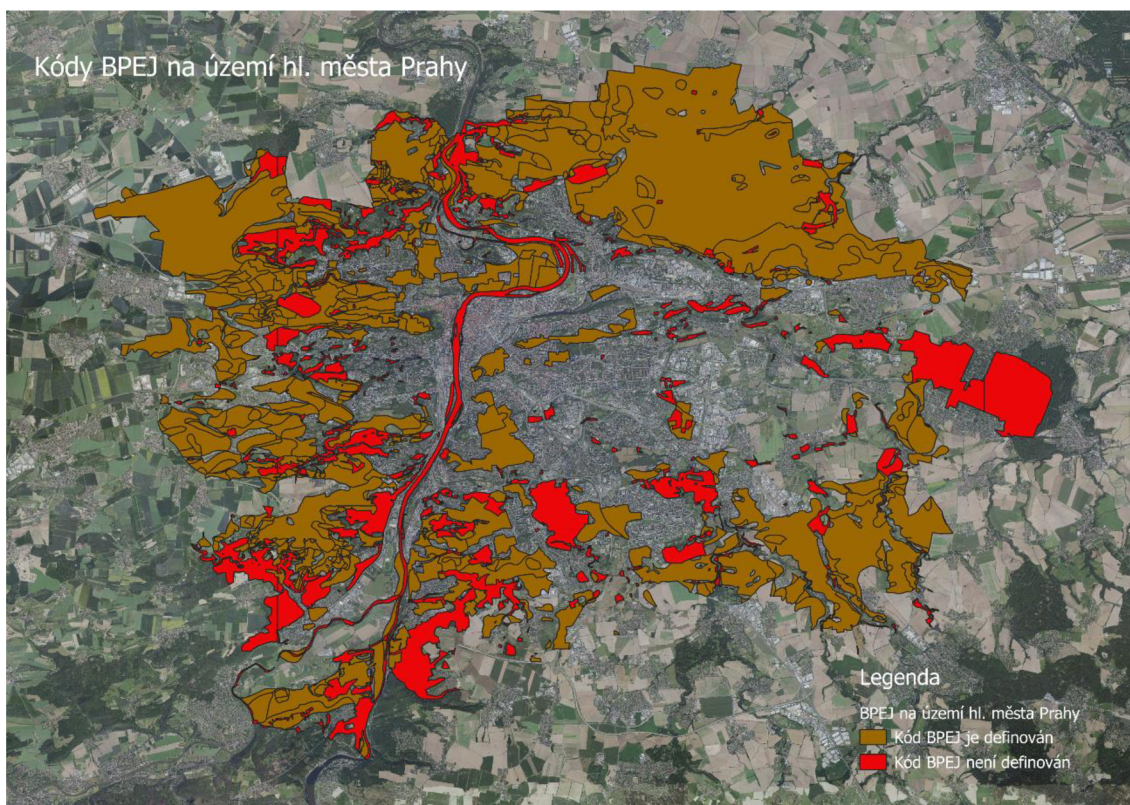 Kódy BPEJ na území hl. města Prahy
Legenda
BPEJ na území hl. města Prahy
Kód BPEJ je definován
Kód BPEJ není definován